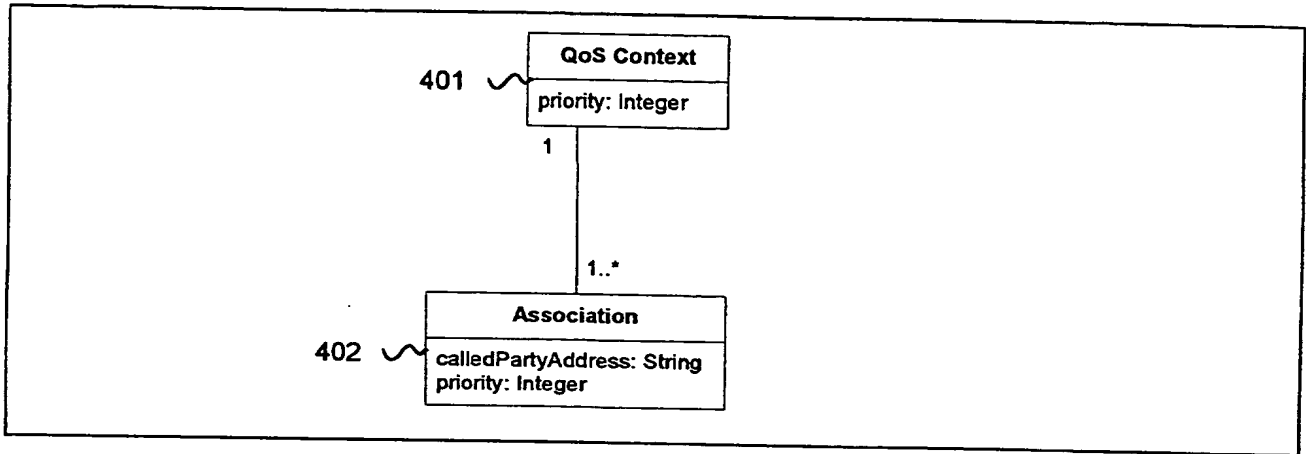 QoS Context
401
priority: Integer
1
1..*
Association
402
calledPartyAddress: String
priority: Integer